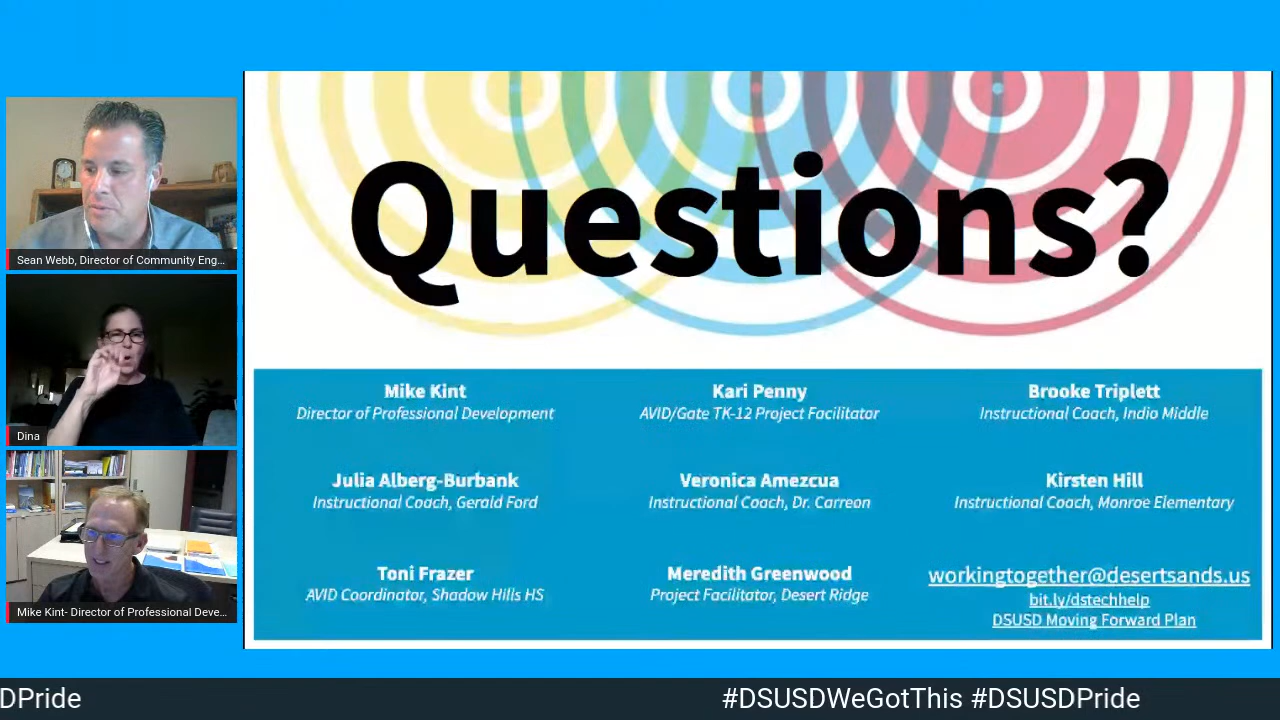 Sean Webb, Director of Community Eng...
Dina
Mike Kint- Director of Professional Deve...
Questions?
Mike Kint
Director of Professional Development
Kari Penny
AVID/Gate TK-12 Project Facilitator
Brooke Triplett
Instructional Coach, Indio Middle
Julia Alberg-Burbank
Instructional Coach, Gerald Ford
Veronica Amezcua
Instructional Coach, Dr. Carreon
Kirsten Hill
Instructional Coach, Monroe Elementary
Toni Frazer
AVID Coordinator, Shadow Hills HS
Meredith Greenwood
Project Facilitator, Desert Ridge
workingtogether@desertsands.us
bit.ly/dstechhelp
DSUSD Moving Forward Plan
DPride #DSUSDWeGotThis #DSUSDPride